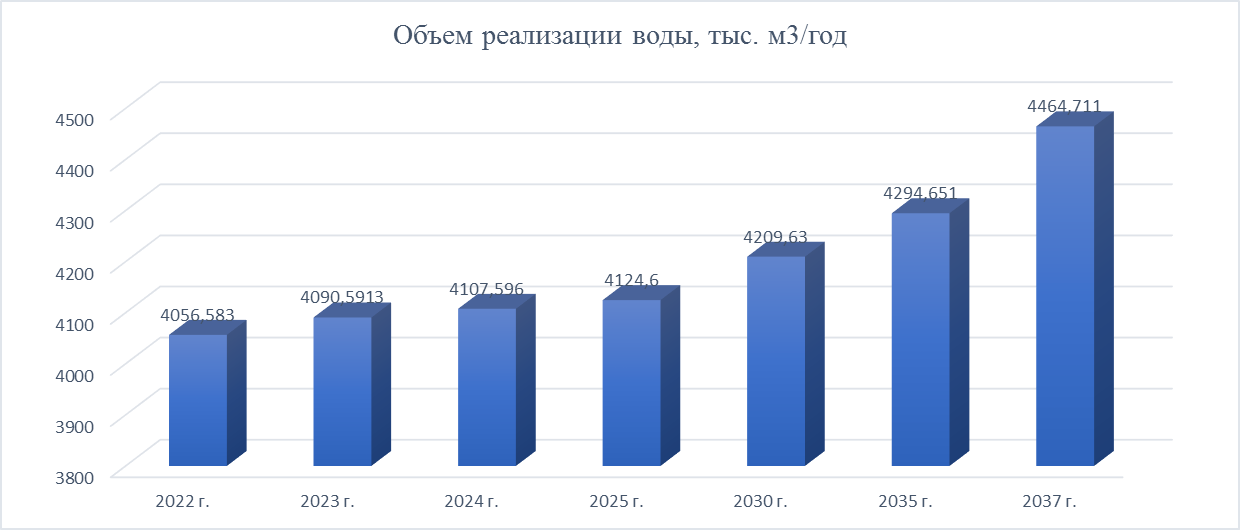 Объем реализации воды, тыс. м3/год
4500
4400
4300
4200
4100
4000
3900
3800
4056,583
4090,5913
4107,596
4124,6
4209,63
4294,651
4464,711
2022 г.
2023 г.
2024 г.
2025 г.
2030 г.
2035 г.
2037 г.